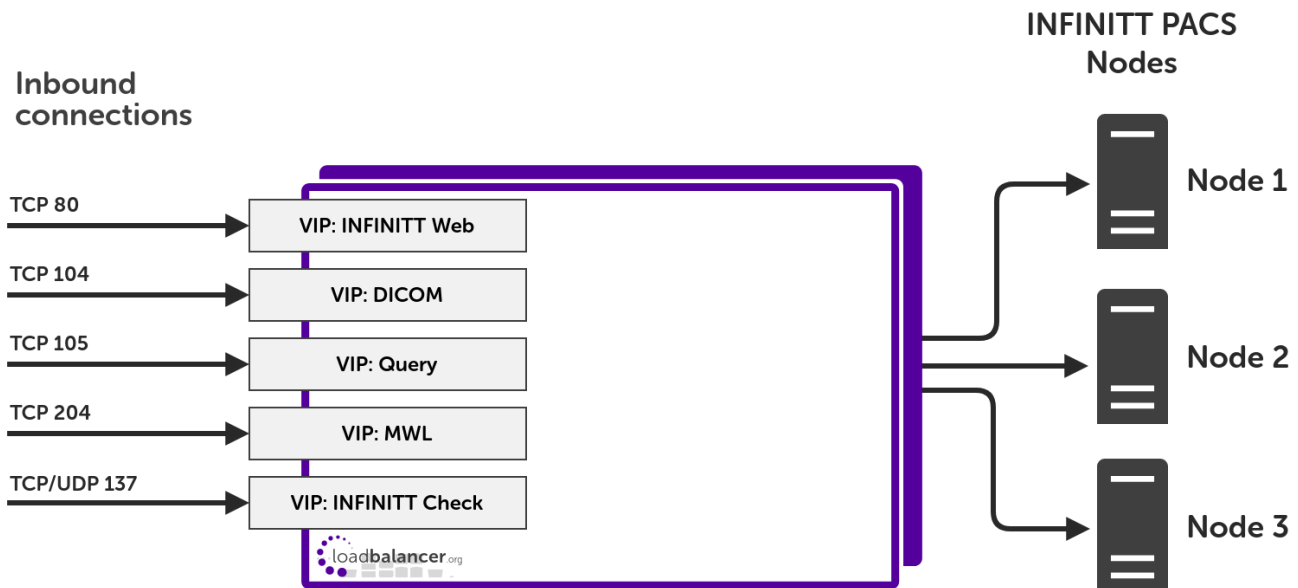 INFINITT PACS
Nodes
Inbound
connections
TCP 80
VIP: INFINITT Web
Node 1
TCP 104
VIP: DICOM
TCP 105
VIP: Query
Node 2
TCP 204
VIP: MWL
TCP/UDP 137
VIP: INFINITT Check
Node 3
loadbalancer.org